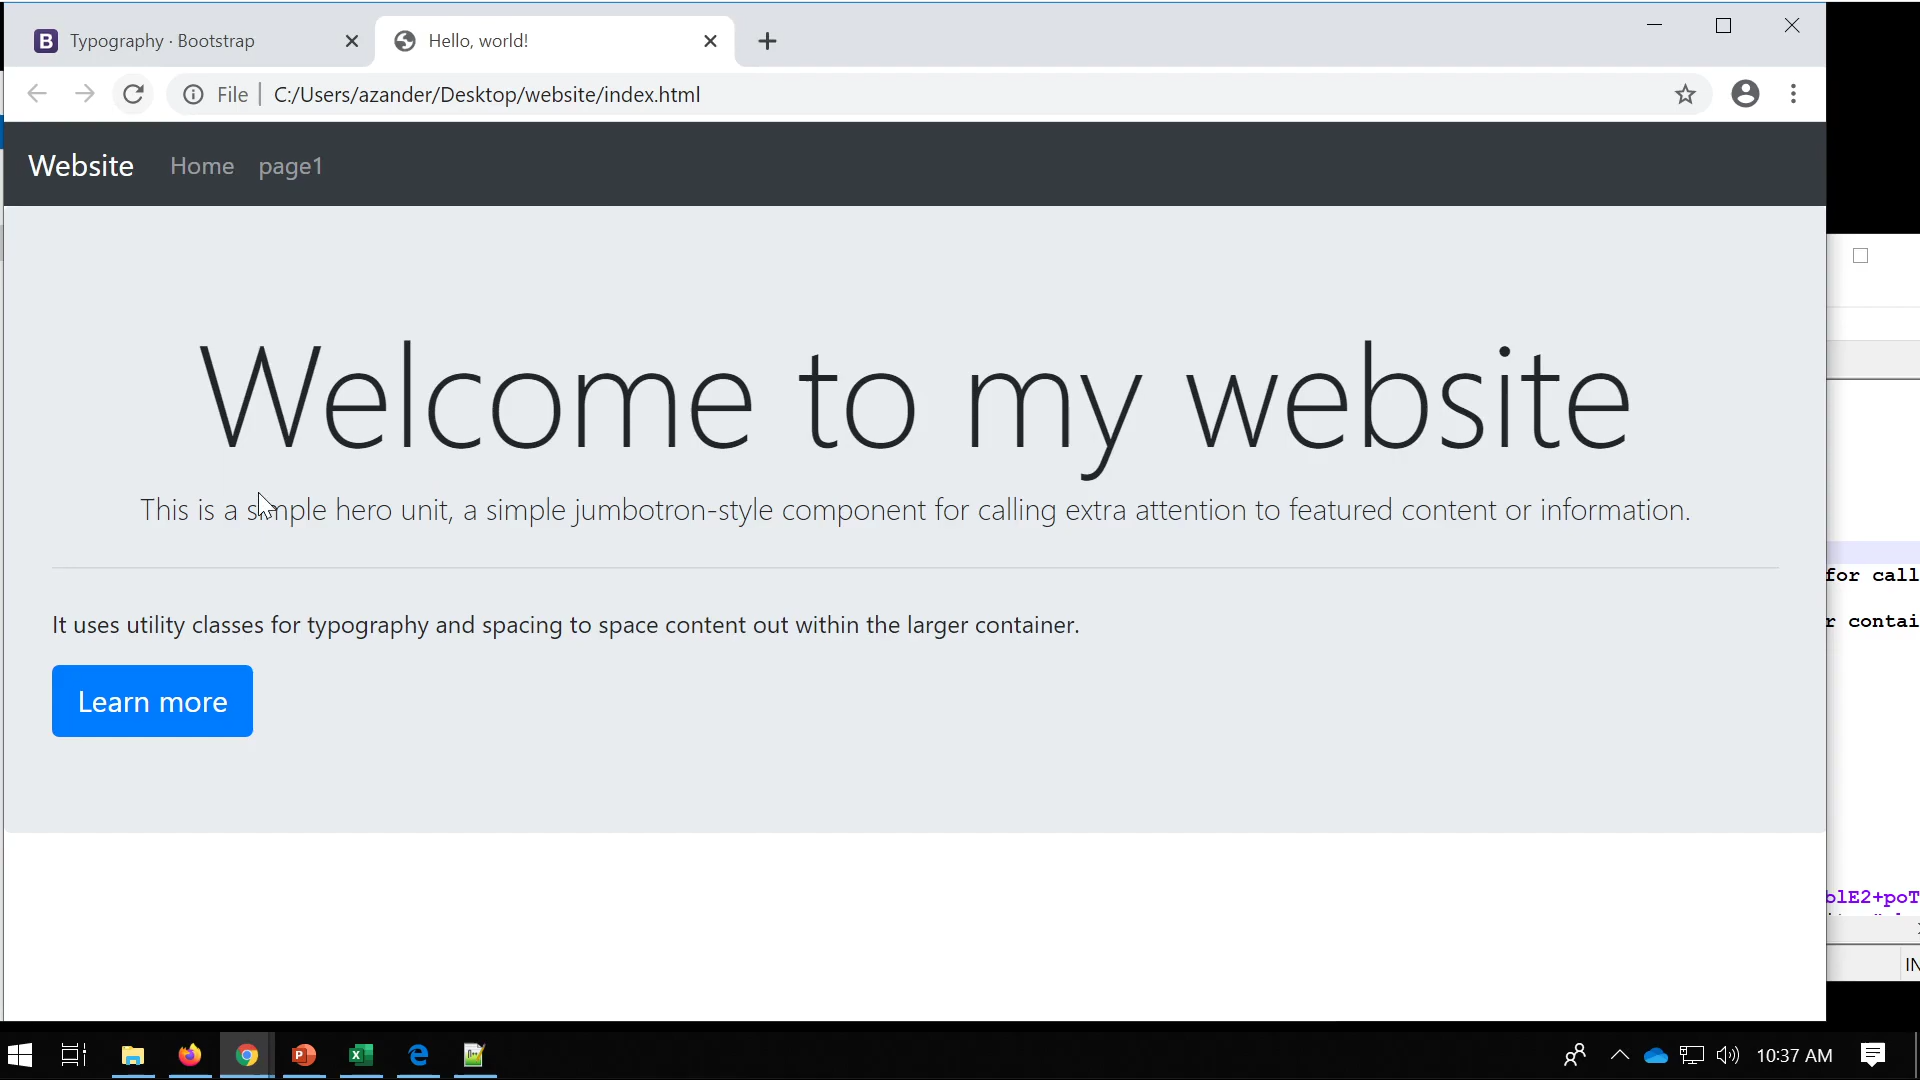 Typography · Bootstrap
Hello, world!
File
C:/Users/azander/Desktop/website/index.html
Website
Home
page1
Welcome to my website
This is a simple hero unit, a simple jumbotron-style component for calling extra attention to featured content or information.
It uses utility classes for typography and spacing to space content out within the larger container.
Learn more
for call
r contai
blE2+poT
IN
10:37 AM